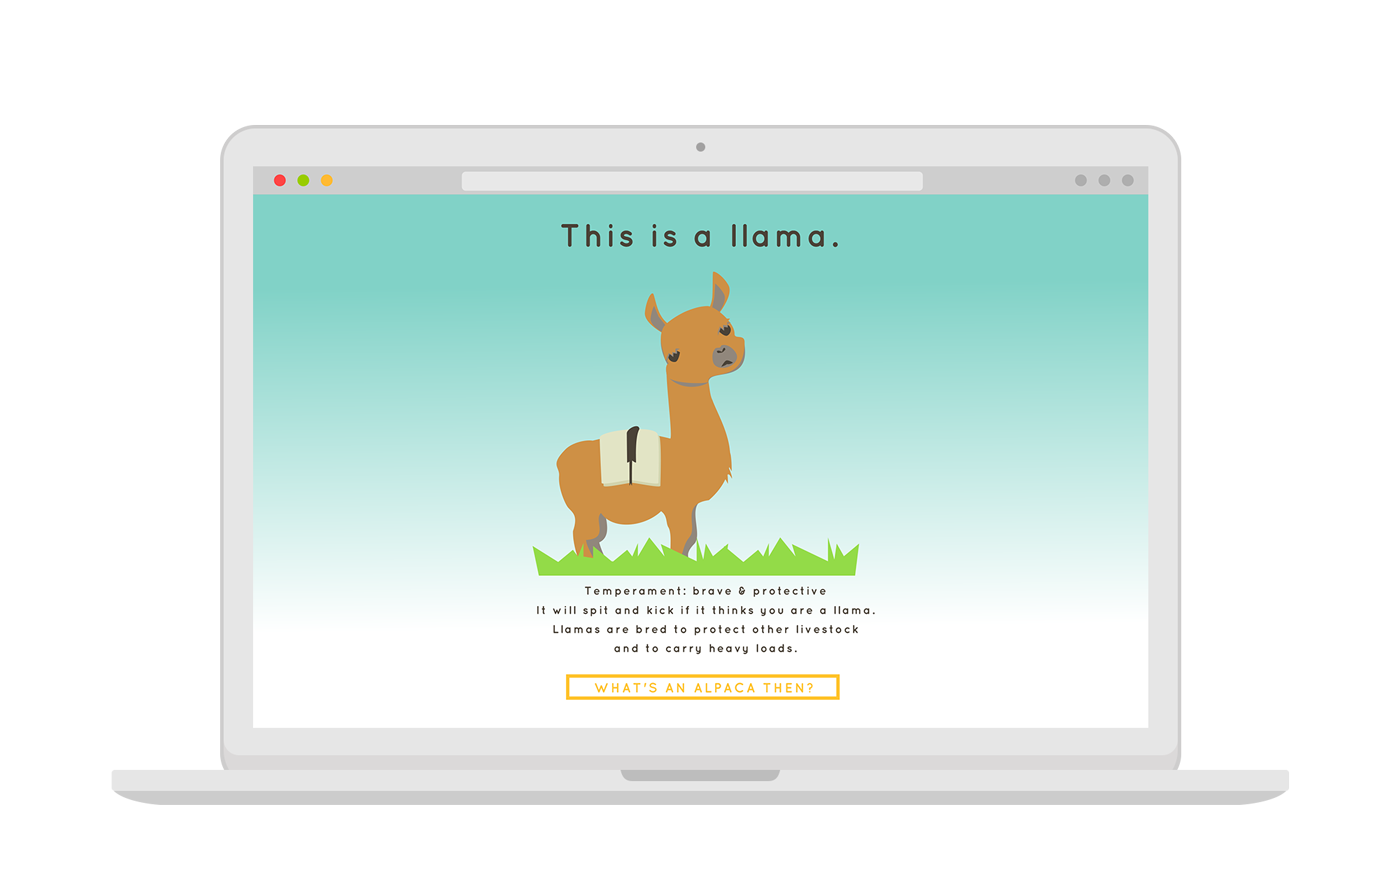 This is a llama.
Temperament: brave & protective
It will spit and kick if it thinks you are a llama.
Llamas are bred to protect other livestock
and to carry heavy loads.
WHAT'S AN ALPACA THEN?